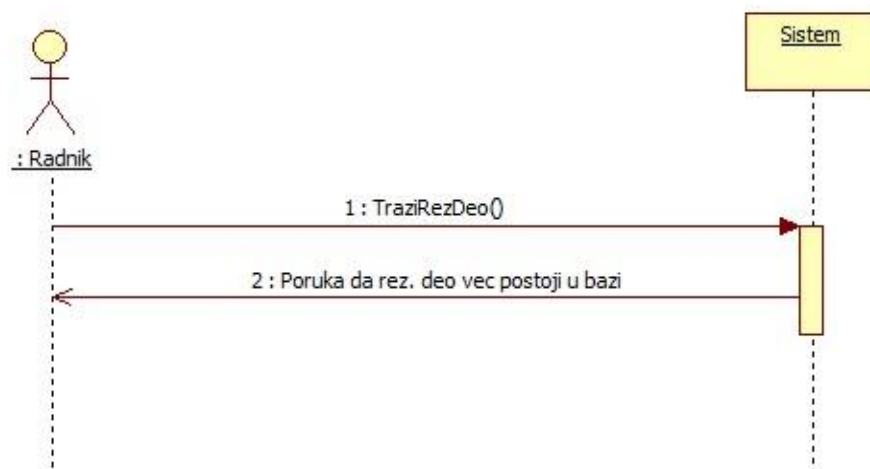 Sistem
: Radnik
1 : TraziRezDeo()
2 : Poruka da rez. deo vec postoji u bazi